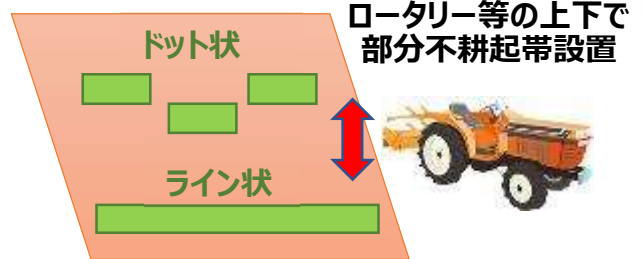 ロータリー等の上下で
部分不耕起帯設置
ドット状
ライン状